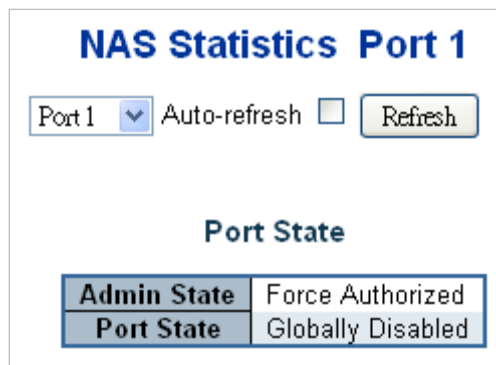 NAS Statistics Port 1
Port 1 Auto-refresh Refresh
Port State
Admin State Force Authorized
Port State Globally Disabled